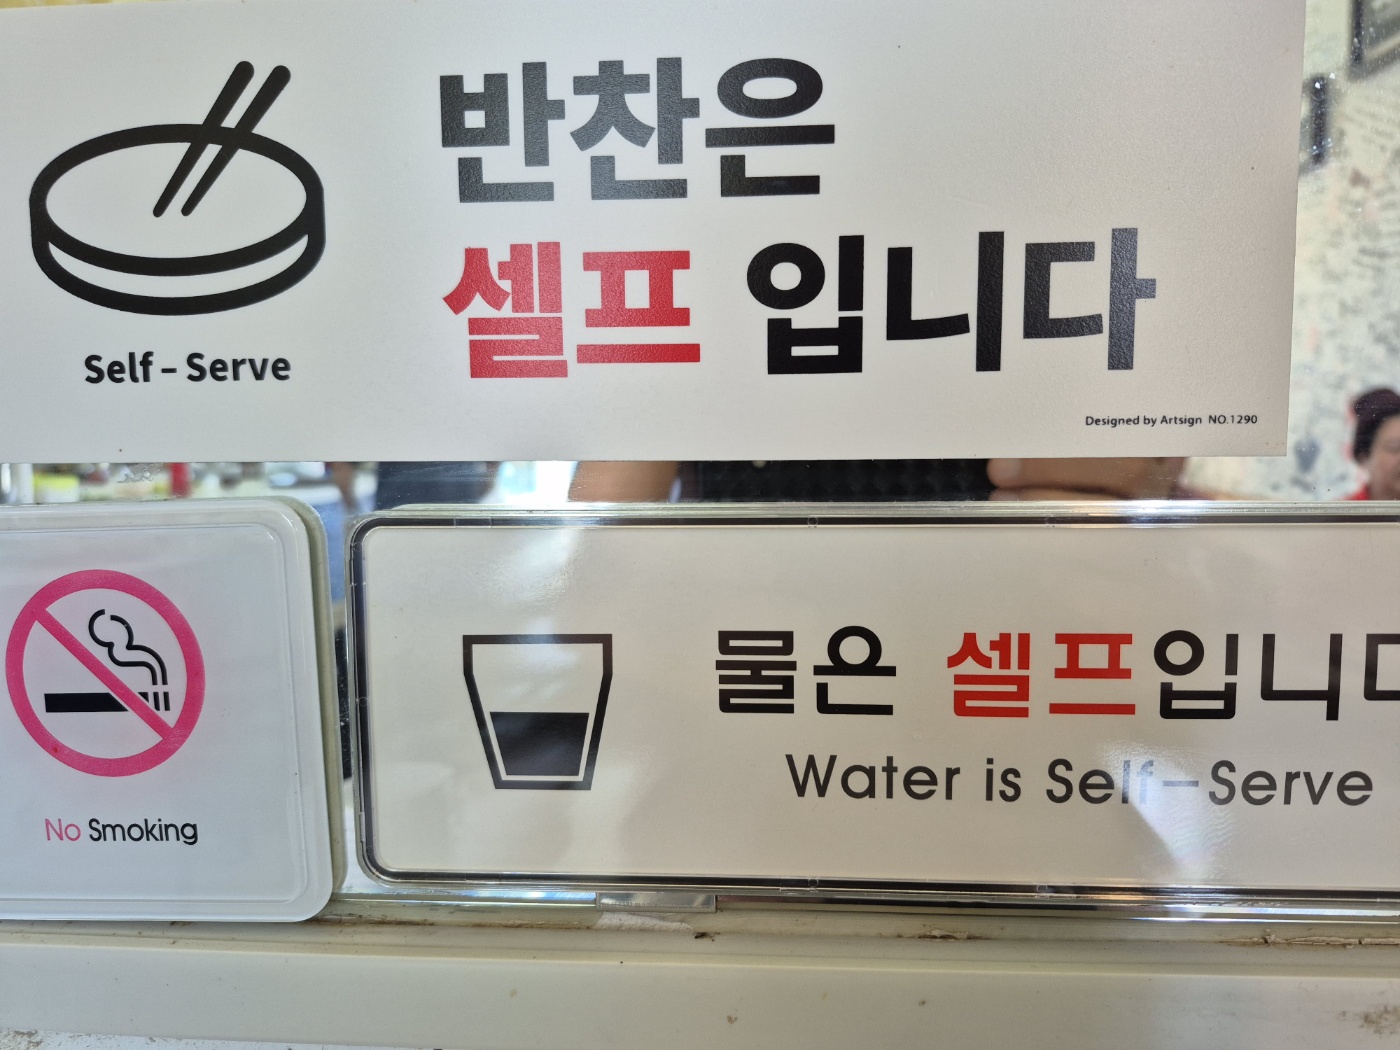 반찬은
셀프 입니다
Self-Serve
Designed by Artsign NO.1290
No Smoking
물은 셀프입니
Water is Self-Serve